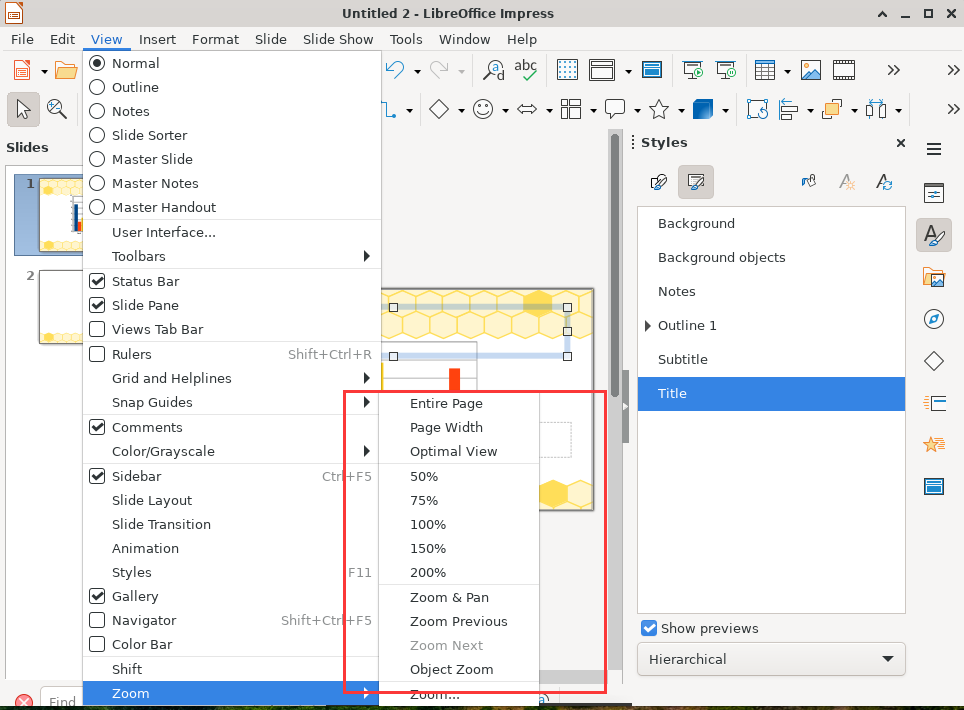 Untitled 2 - LibreOffice Impress
File Edit View Insert Format Slide Slide Show Tools Window Help
Normal
Outline
Notes
Slide Sorter
Master Slide
Master Notes
Master Handout
User Interface...
Toolbars
Status Bar
Slide Pane
Views Tab Bar
Rulers Shift+Ctrl+R
Grid and Helplines
Snap Guides
Comments
Color/Grayscale
Sidebar Ctrl+F5
Slide Layout
Slide Transition
Animation
Styles F11
Gallery
Navigator Shift+Ctrl+F5
Color Bar
Shift
Zoom
Entire Page
Page Width
Optimal View
50%
75%
100%
150%
200%
Zoom & Pan
Zoom Previous
Zoom Next
Object Zoom
Zoom...
abc
Slides
1
2
Find
Styles
Background
Background objects
Notes
Outline 1
Subtitle
Title
Show previews
Hierarchical